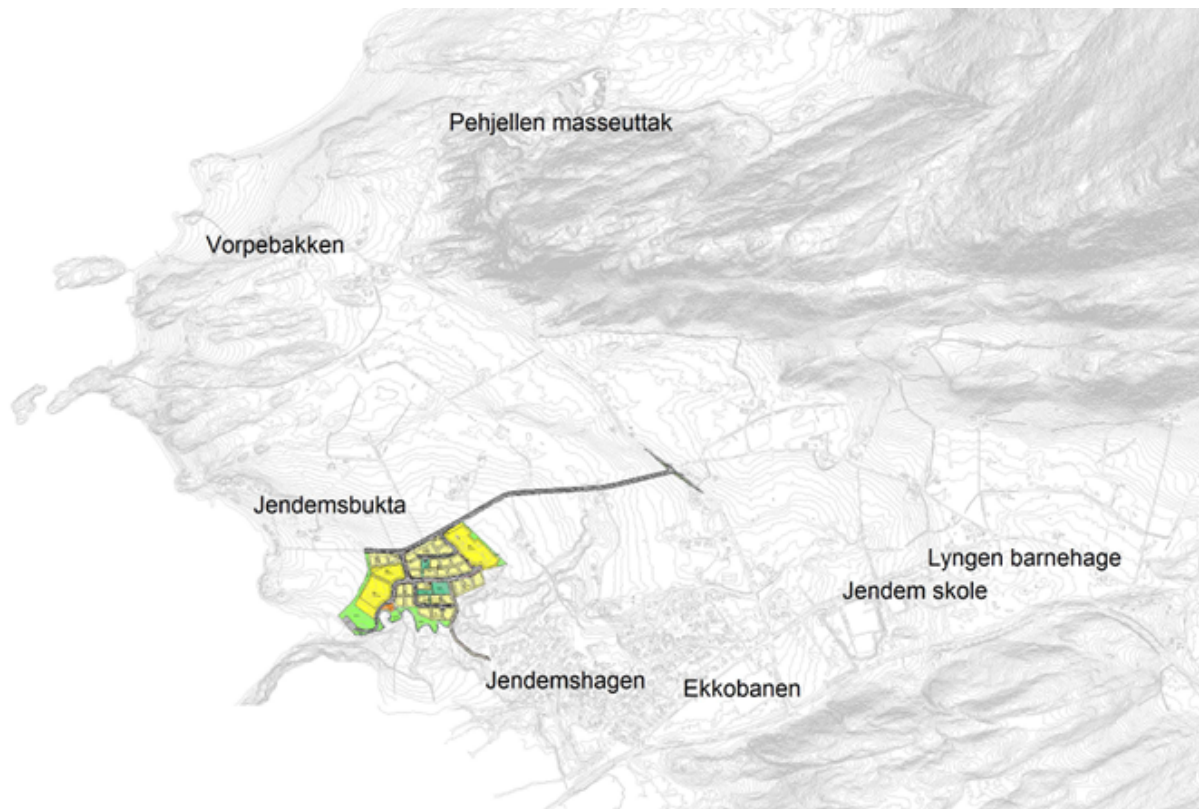 Pehjellen masseuttak
Vorpebakken
Jendemsbukta
Lyngen barnehage
Jendem skole
Jendemshagen
Ekkobanen